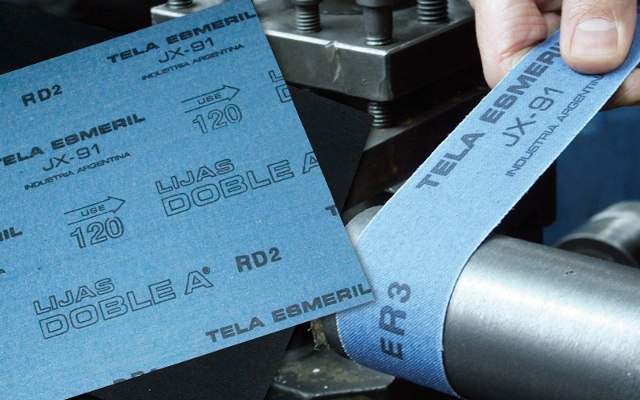 TELA ESMERIL
JX-91
INDUSTRIA ARGENTINA
RD2
USE
120
TELA ESMERIL
JX-91
INDUSTRIA ARGENTINA
LIJAS
DOBLE A
USE
120
RD2
LIJAS
DOBLE A®
TELA ESMERIL
TELA ESMERIL
JX-91
INDUSTRIA ARGENTINA
ER3